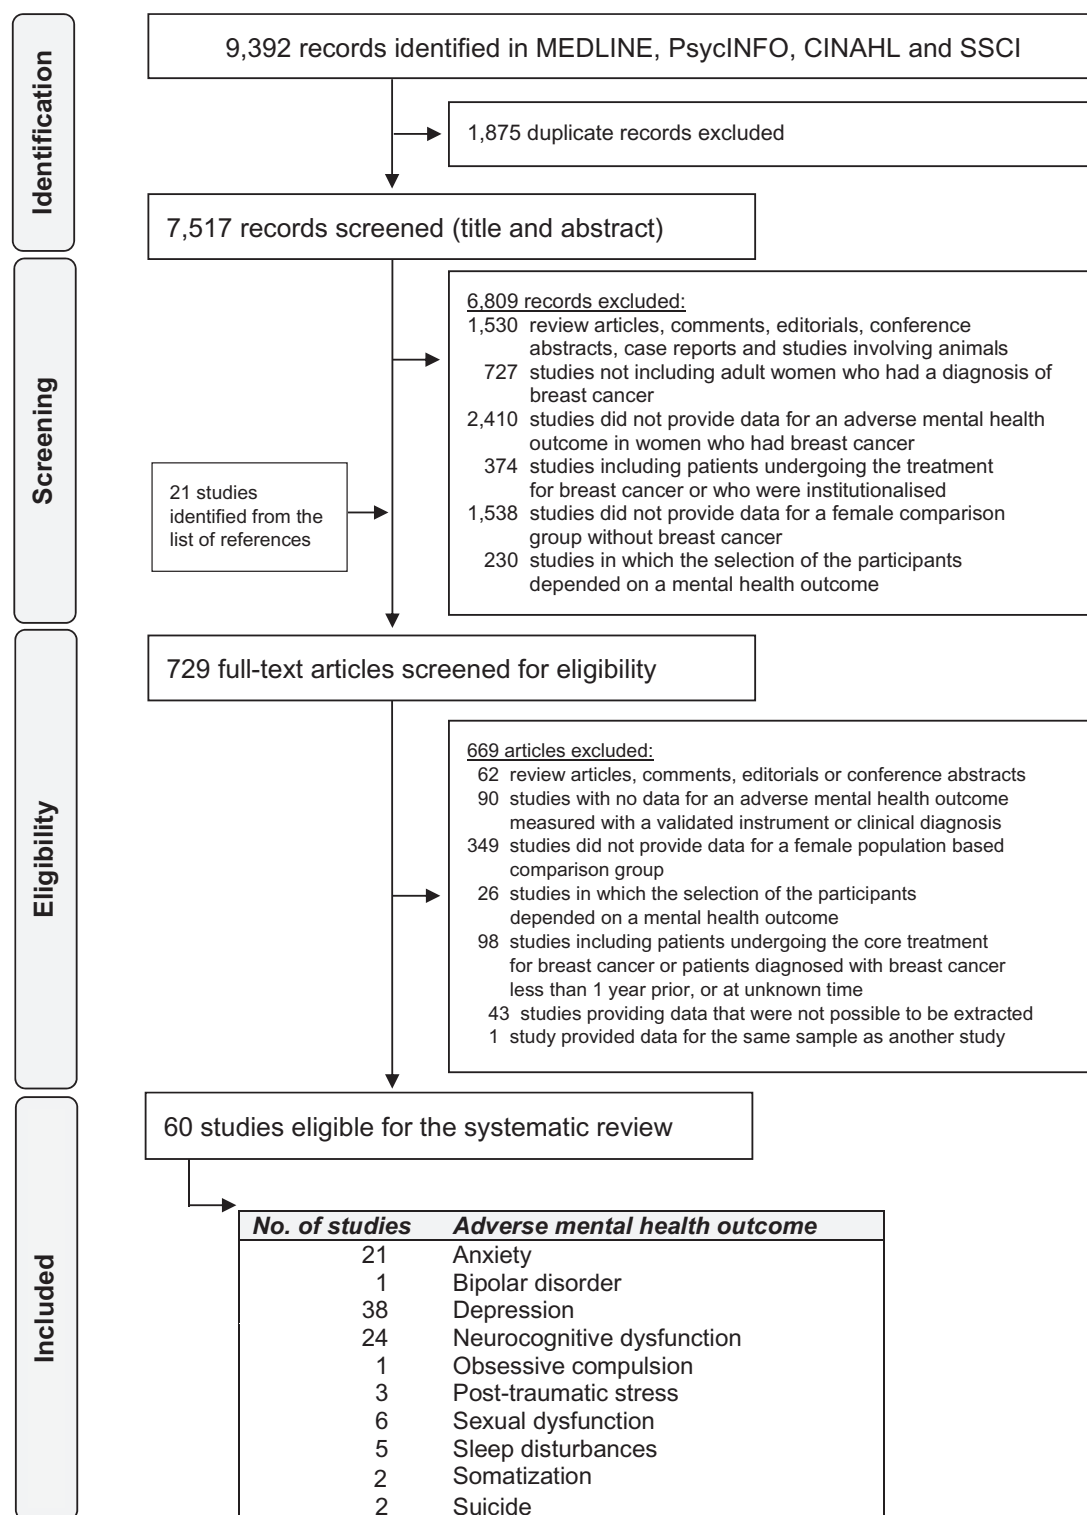 Identification
9,392 records identified in MEDLINE, PsycINFO, CINAHL and SSCI
1,875 duplicate records excluded
7,517 records screened (title and abstract)
Screening
6,809 records excluded:
1,530 review articles, comments, editorials, conference
abstracts, case reports and studies involving animals
727 studies not including adult women who had a diagnosis of
breast cancer
2,410 studies did not provide data for an adverse mental health
outcome in women who had breast cancer
374 studies including patients undergoing the treatment
for breast cancer or who were institutionalised
1,538 studies did not provide data for a female comparison
group without breast cancer
230 studies in which the selection of the participants
depended on a mental health outcome
21 studies
identified from the
list of references
Eligibility
729 full-text articles screened for eligibility
669 articles excluded:
62 review articles, comments, editorials or conference abstracts
90 studies with no data for an adverse mental health outcome
measured with a validated instrument or clinical diagnosis
349 studies did not provide data for a female population based
comparison group
26 studies in which the selection of the participants
depended on a mental health outcome
98 studies including patients undergoing the core treatment
for breast cancer or patients diagnosed with breast cancer
less than 1 year prior, or at unknown time
43 studies providing data that were not possible to be extracted
1 study provided data for the same sample as another study
Included
60 studies eligible for the systematic review
No. of studies Adverse mental health outcome
21 Anxiety
1 Bipolar disorder
38 Depression
24 Neurocognitive dysfunction
1 Obsessive compulsion
3 Post-traumatic stress
6 Sexual dysfunction
5 Sleep disturbances
2 Somatization
2 Suicide